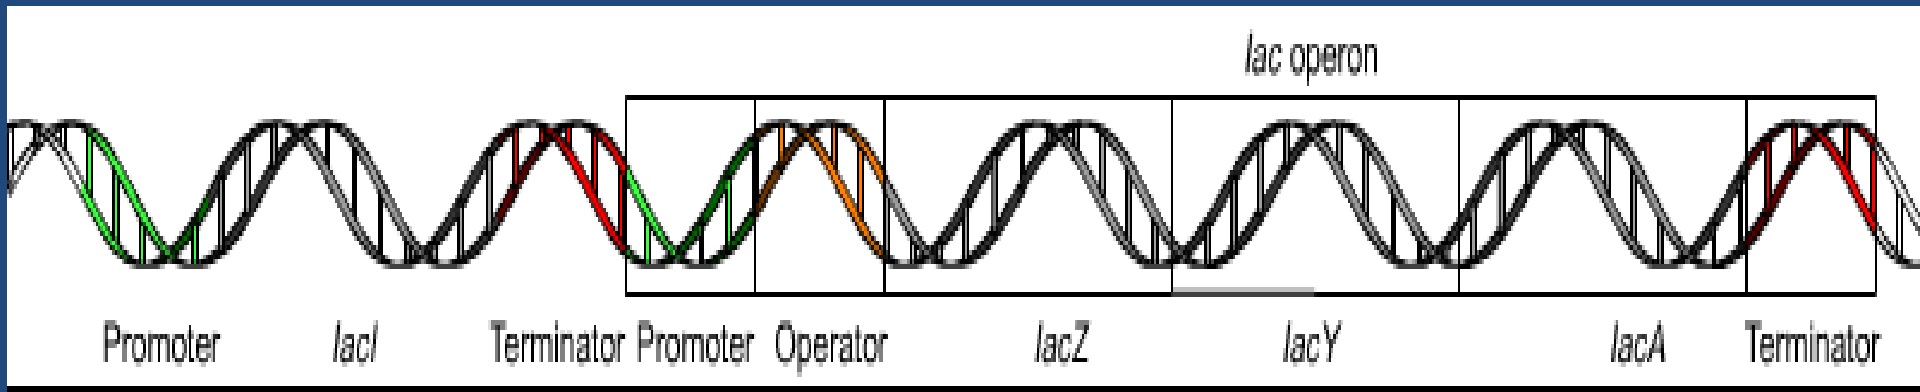 lac operon
Promoter lacI Terminator Promoter Operator lacZ lacY lacA Terminator